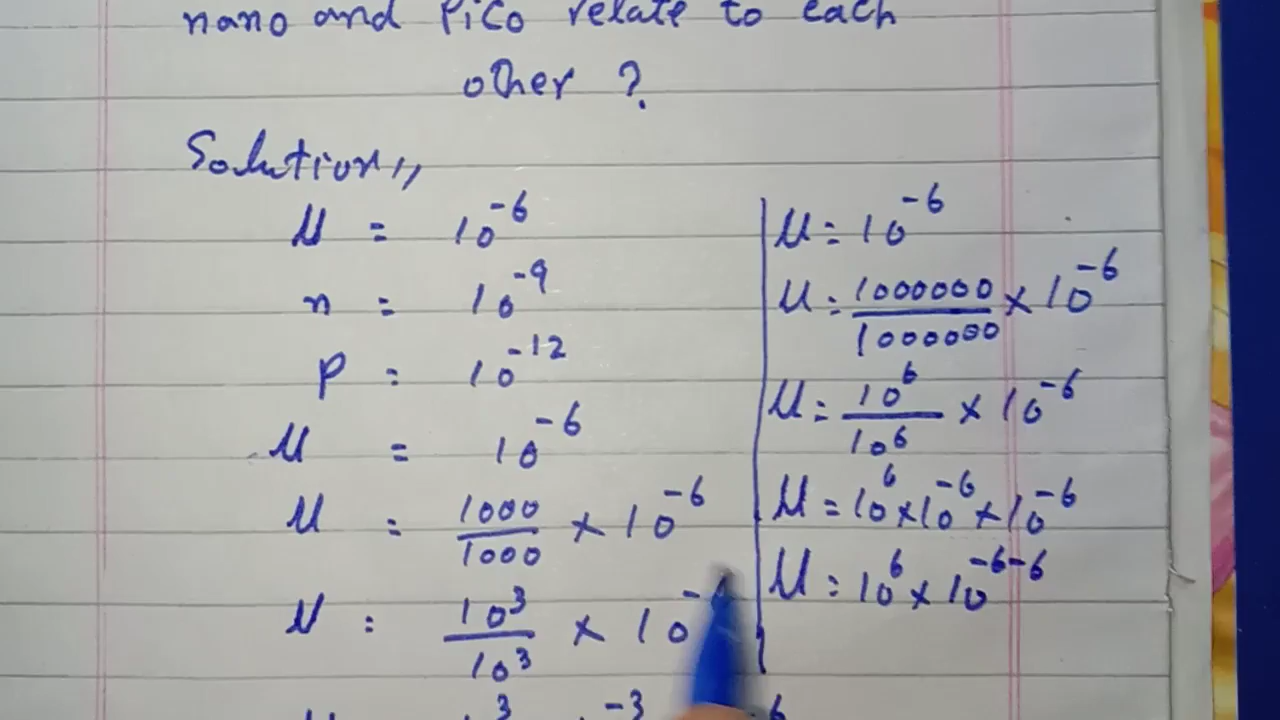 nano and pico relate to each
other ?
Solution,,
μ = 10^-6
n = 10^-9
p = 10^-12
μ = 10^-6
μ = 1000/1000 × 10^-6
μ = 10^3/10^3 × 10^-
μ = 10^-6
μ = 1000000/1000000 × 10^-6
μ = 10^6/10^6 × 10^-6
μ = 10^6 × 10^-6 × 10^-6
μ = 10^6 × 10^-6-6